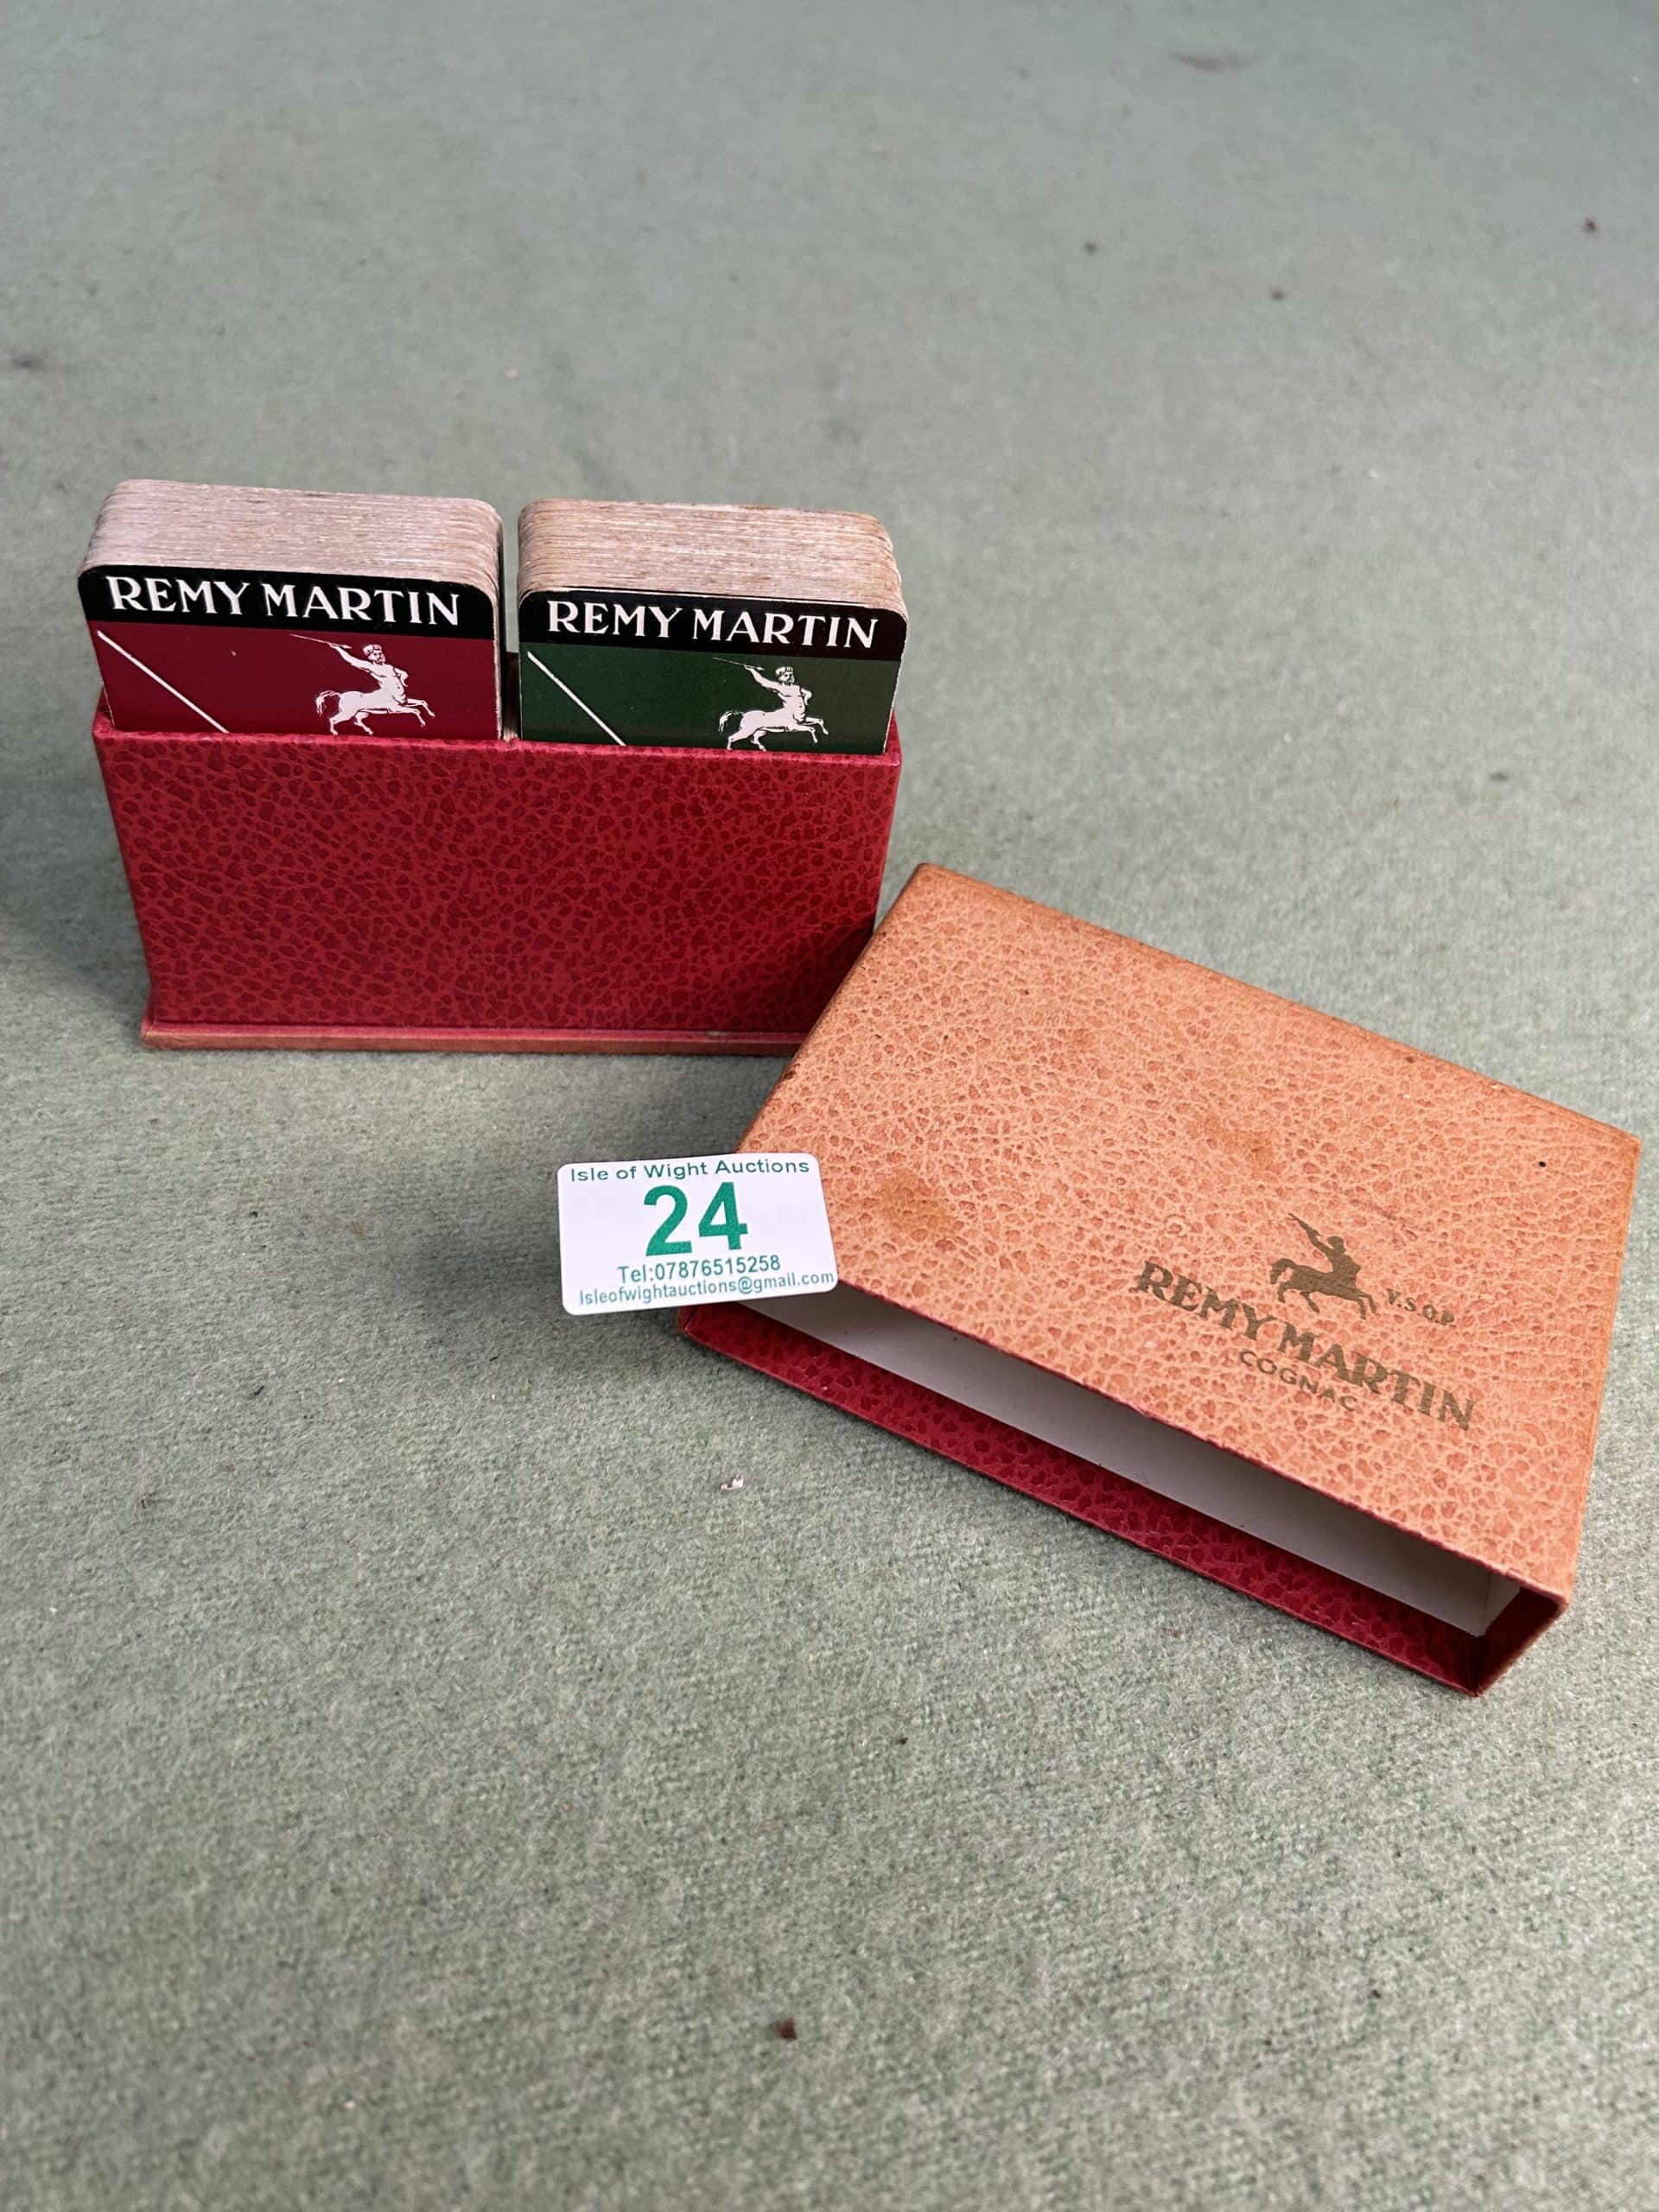 REMY MARTIN
REMY MARTIN
Isle of Wight Auctions
24
Tel:07876515258
Isleofwightauctions@gmail.com
V.S.O.P.
REMY MARTIN
COGNAC